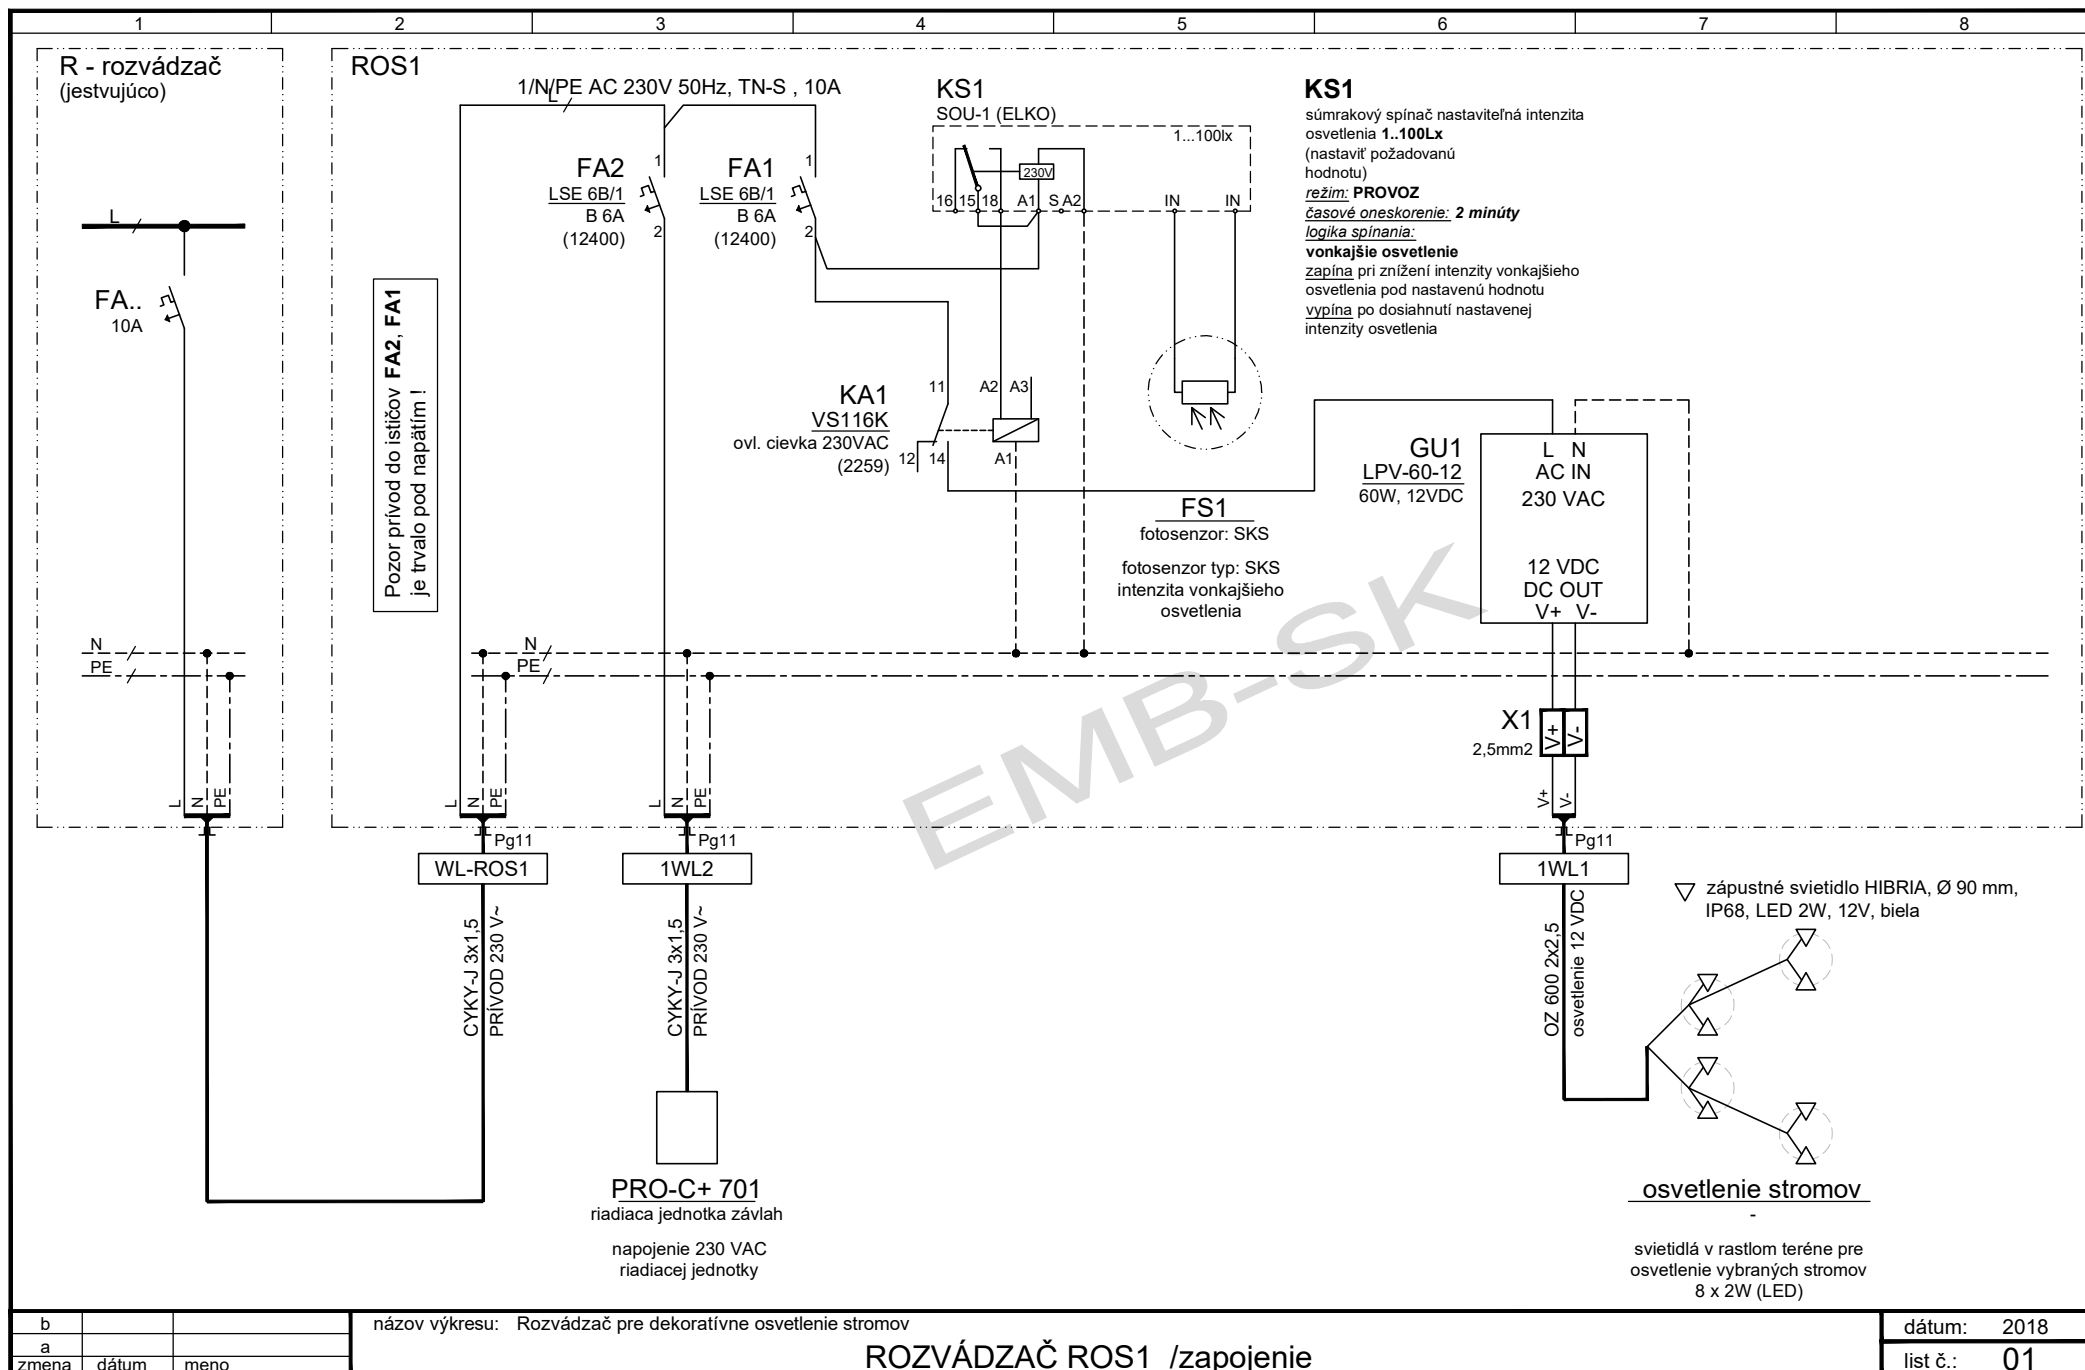 1 2 3 4 5 6 7 8
R - rozvádzač
(jestvujúco)
L
FA..
10A
N
PE
L
N
PE
ROS1
1/N/PE AC 230V 50Hz, TN-S , 10A
L
FA2
LSE 6B/1
B 6A
(12400)
1
2
FA1
LSE 6B/1
B 6A
(12400)
1
2
Pozor prívod do ističov FA2, FA1
je trvalo pod napätím !
KS1
SOU-1 (ELKO)
1...100lx
230V
16 15 18 A1 S A2 IN IN
KS1
súmrakový spínač nastaviteľná intenzita
osvetlenia 1..100Lx
(nastaviť požadovanú
hodnotu)
režim: PROVOZ
časové oneskorenie: 2 minúty
logika spínania:
vonkajšie osvetlenie
zapína pri znížení intenzity vonkajšieho
osvetlenia pod nastavenú hodnotu
vypína po dosiahnutí nastavenej
intenzity osvetlenia
KA1
VS116K
ovl. cievka 230VAC
(2259)
11
12 14
A2 A3
A1
FS1
fotosenzor: SKS
fotosenzor typ: SKS
intenzita vonkajšieho
osvetlenia
GU1
LPV-60-12
60W, 12VDC
L N
AC IN
230 VAC
12 VDC
DC OUT
V+ V-
N
PE
EMB-SK
X1
2,5mm2
V+
V-
V+
V-
L
N
PE
L
N
PE
Pg11
Pg11
Pg11
WL-ROS1
1WL2
1WL1
CYKY-J 3x1,5
PRÍVOD 230 V~
CYKY-J 3x1,5
PRÍVOD 230 V~
OZ 600 2x2,5
osvetlenie 12 VDC
zápustné svietidlo HIBRIA, Ø 90 mm,
IP68, LED 2W, 12V, biela
PRO-C+ 701
riadiaca jednotka závlah
napojenie 230 VAC
riadiacej jednotky
osvetlenie stromov
-
svietidlá v rastlom teréne pre
osvetlenie vybraných stromov
8 x 2W (LED)
b
a
zmena dátum meno
názov výkresu: Rozvádzač pre dekoratívne osvetlenie stromov
ROZVÁDZAČ ROS1 /zapojenie
dátum: 2018
list č.: 01